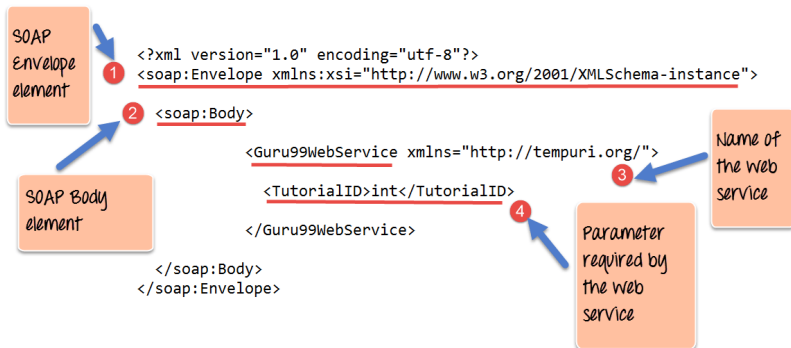 SOAP
Envelope
element
1
<?xml version="1.0" encoding="utf-8"?>
<soap:Envelope xmlns:xsi="http://www.w3.org/2001/XMLSchema-instance">
2
<soap:Body>
<Guru99WebService xmlns="http://tempuri.org/">
3
Name of
the web
service
SOAP Body
element
<TutorialID>int</TutorialID>
4
Parameter
required by
the web
service
</Guru99WebService>
</soap:Body>
</soap:Envelope>